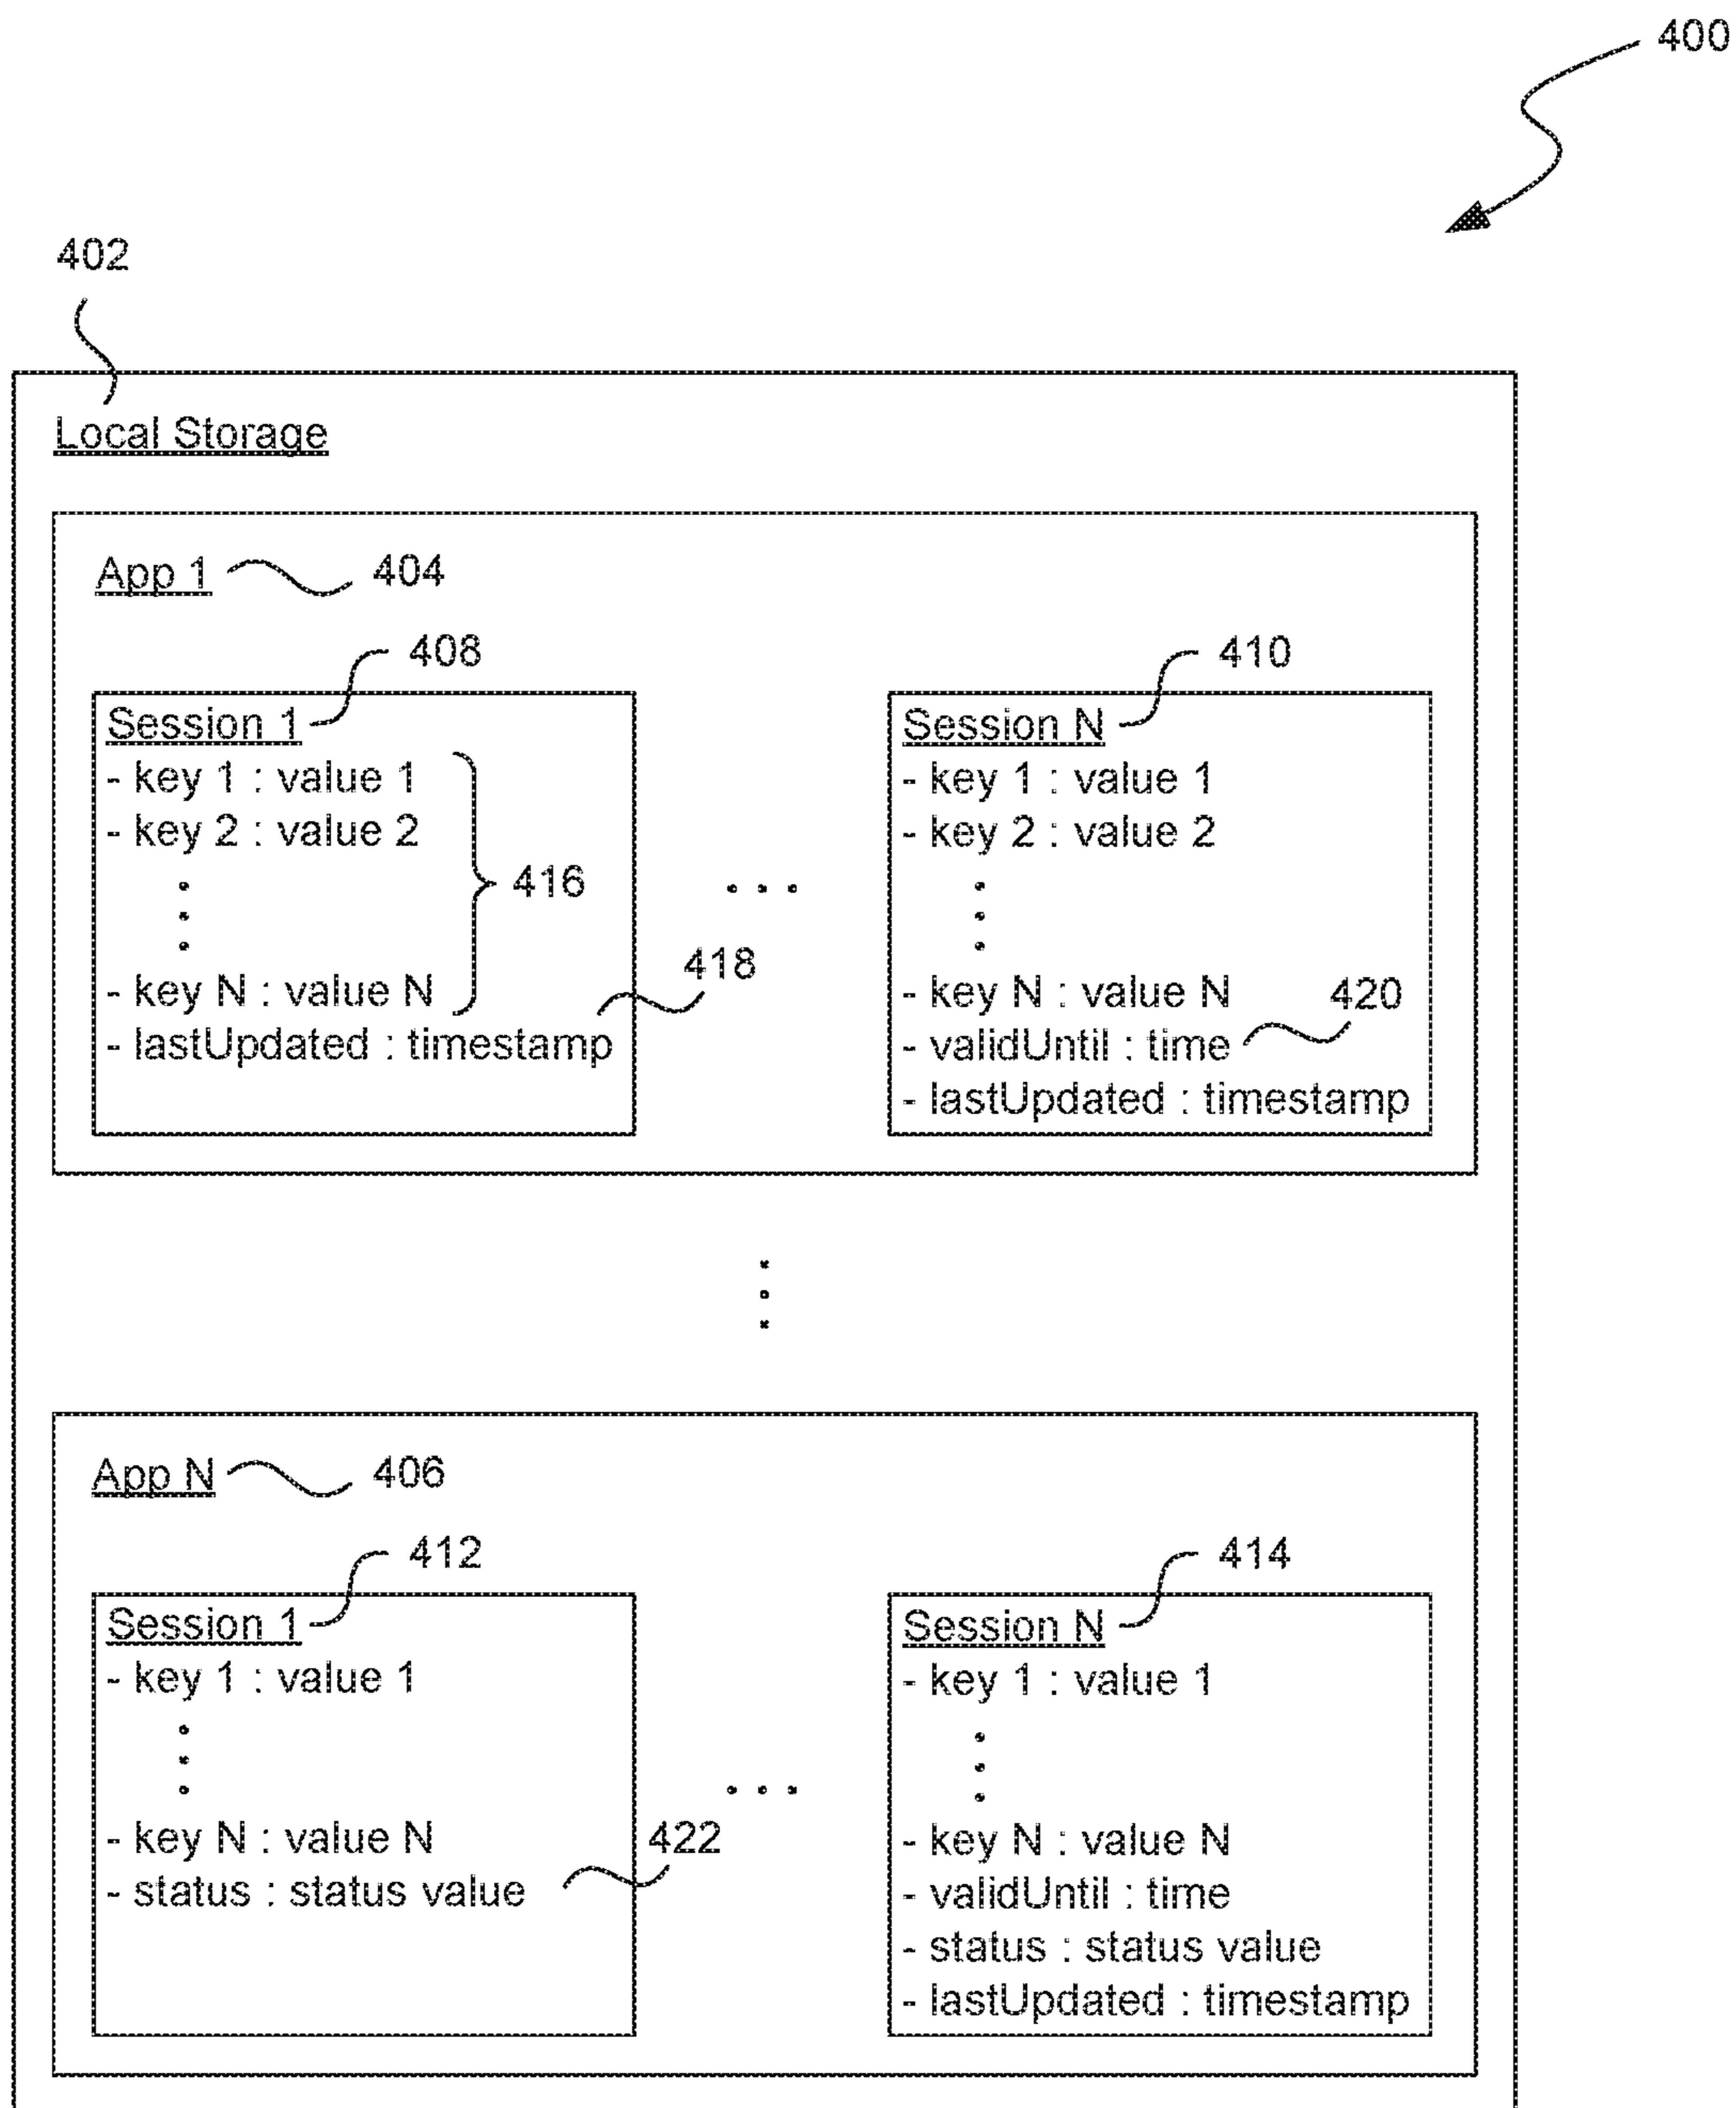 400
402
Local Storage
App 1 404
408
Session 1
- key 1 : value 1
- key 2 : value 2
416
- key N : value N
418
- lastUpdated : timestamp
410
Session N
- key 1 : value 1
- key 2 : value 2
- key N : value N
420
- validUntil : time
- lastUpdated : timestamp
App N 406
412
Session 1
- key 1 : value 1
- key N : value N
422
- status : status value
414
Session N
- key 1 : value 1
- key N : value N
- validUntil : time
- status : status value
- lastUpdated : timestamp